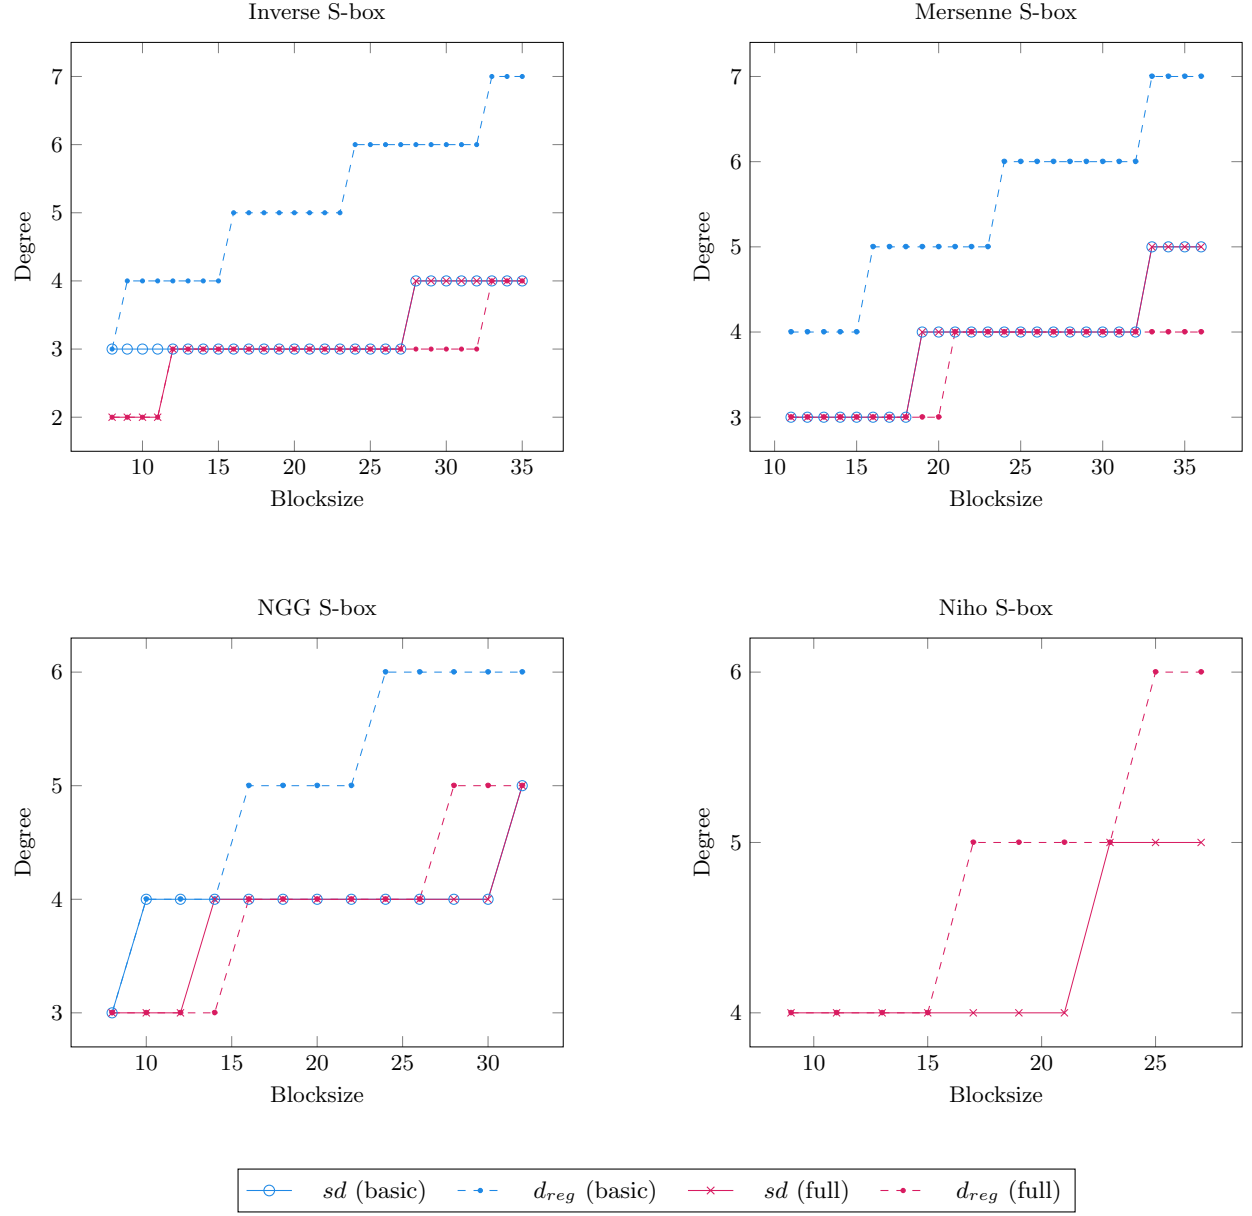 Inverse S-box
7
6
5
4
3
2
10 15 20 25 30 35
Degree
Blocksize
Mersenne S-box
7
6
5
4
3
10 15 20 25 30 35
Degree
Blocksize
NGG S-box
6
5
4
3
10 15 20 25 30
Degree
Blocksize
Niho S-box
6
5
4
10 15 20 25
Degree
Blocksize
sd (basic) d_reg (basic) sd (full) d_reg (full)